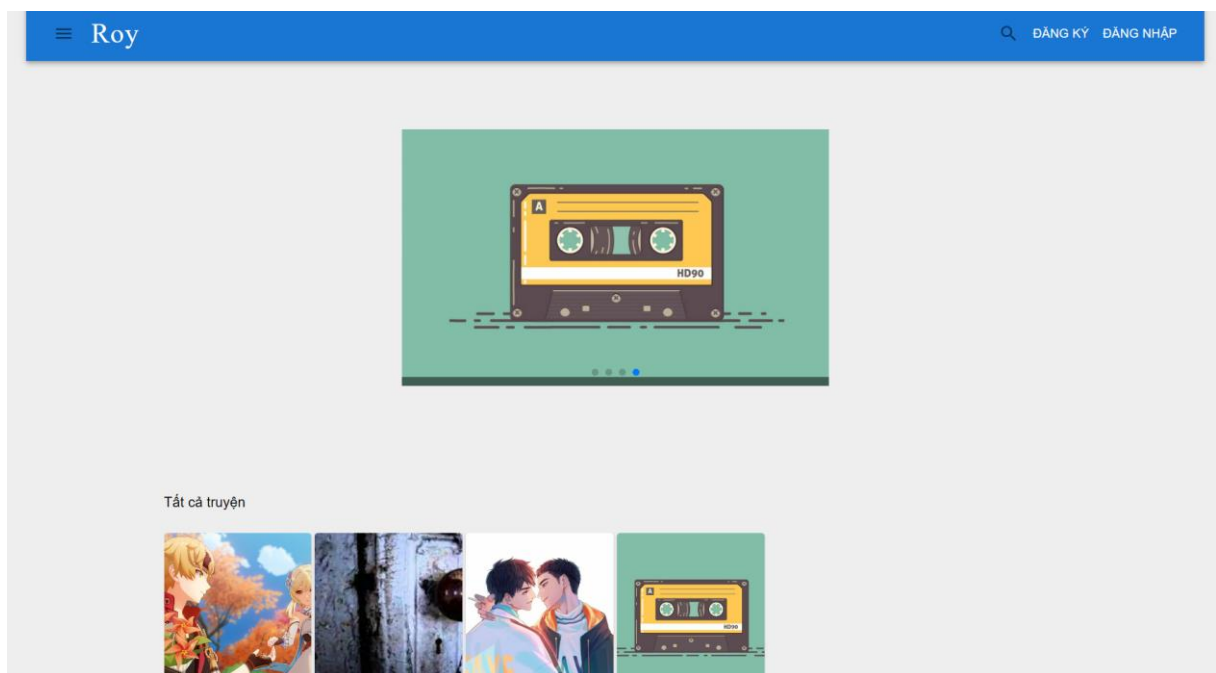 Roy
ĐĂNG KÝ ĐĂNG NHẬP
A
HD90
Tất cả truyện
A
HD90